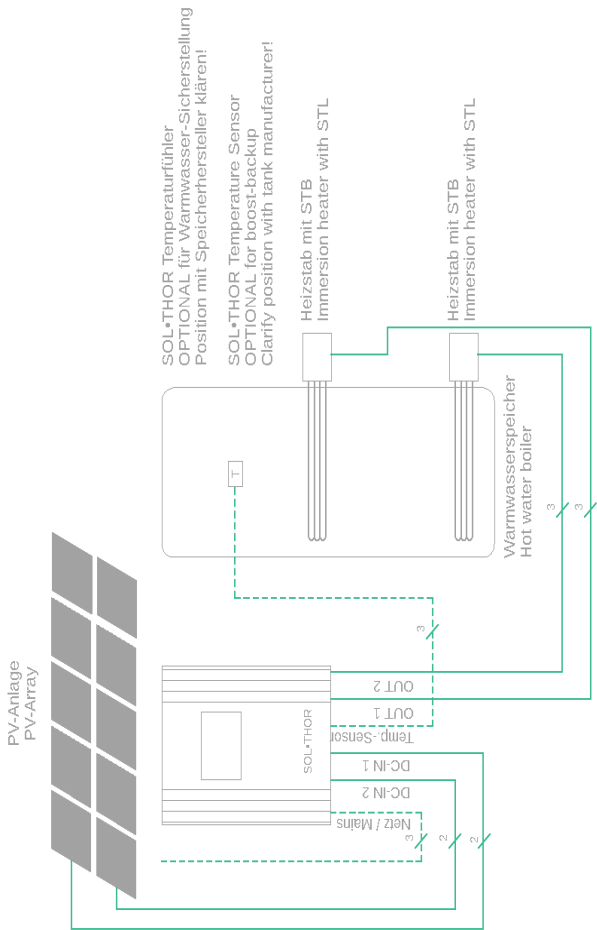 SOL•THOR Temperaturfühler
OPTIONAL für Warmwasser-Sicherstellung
Position mit Speicherhersteller klären!
SOL•THOR Temperature Sensor
OPTIONAL for boost-backup
Clarify position with tank manufacturer!
Heizstab mit STB
Immersion heater with STL
Heizstab mit STB
Immersion heater with STL
T
Warmwasserspeicher
Hot water boiler
3
3
3
PV-Anlage
PV-Array
SOL•THOR
OUT 2
OUT 1
Temp.-Sensor
DC-IN 1
DC-IN 2
Netz / Mains
3
2
2